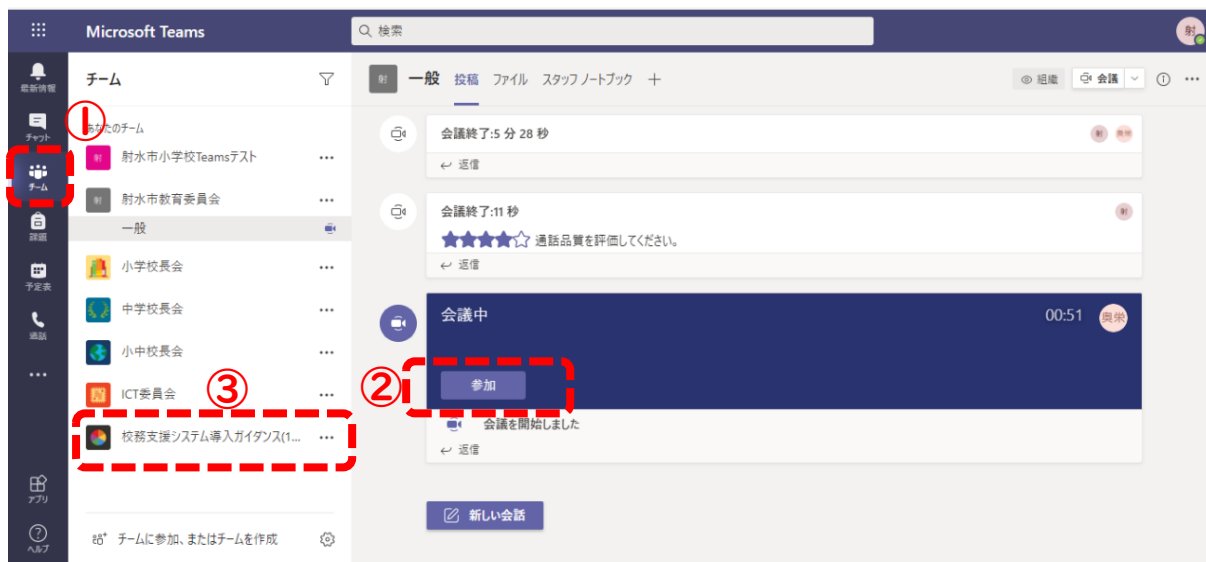 Microsoft Teams
検索
射
最新情報
チャット
チーム
課題
予定表
通話
アプリ
ヘルプ
チーム
①
あなたのチーム
射
射水市小学校Teamsテスト
射
射水市教育委員会
一般
小学校長会
中学校長会
小中校長会
ICT委員会
③
校務支援システム導入ガイダンス(1...
チームに参加、またはチームを作成
射
一般 投稿 ファイル スタッフ ノートブック
組織
会議
会議終了:5 分 28 秒
射 奥栄
返信
会議終了:11 秒
射
通話品質を評価してください。
返信
会議中
00:51 奥栄
②
参加
会議を開始しました
返信
新しい会話